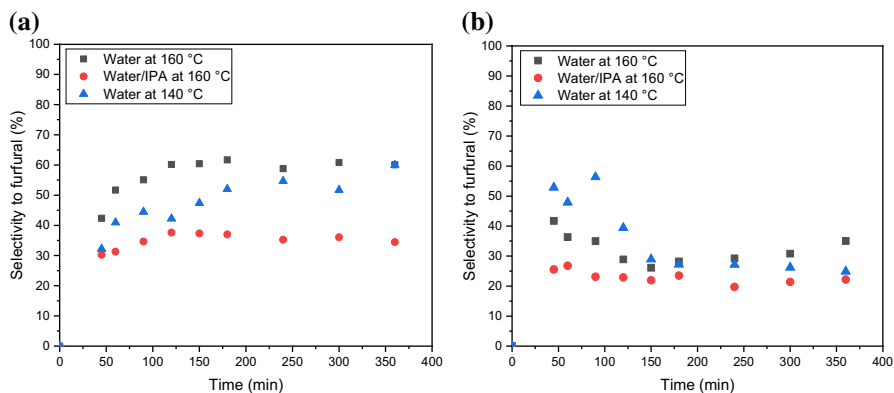 (a)
100
90
80
70
60
50
40
30
20
10
0
Selectivity to furfural (%)
Water at 160 °C
Water/IPA at 160 °C
Water at 140 °C
0 50 100 150 200 250 300 350 400
Time (min)
(b)
100
90
80
70
60
50
40
30
20
10
0
Selectivity to furfural (%)
Water at 160 °C
Water/IPA at 160 °C
Water at 140 °C
0 50 100 150 200 250 300 350 400
Time (min)